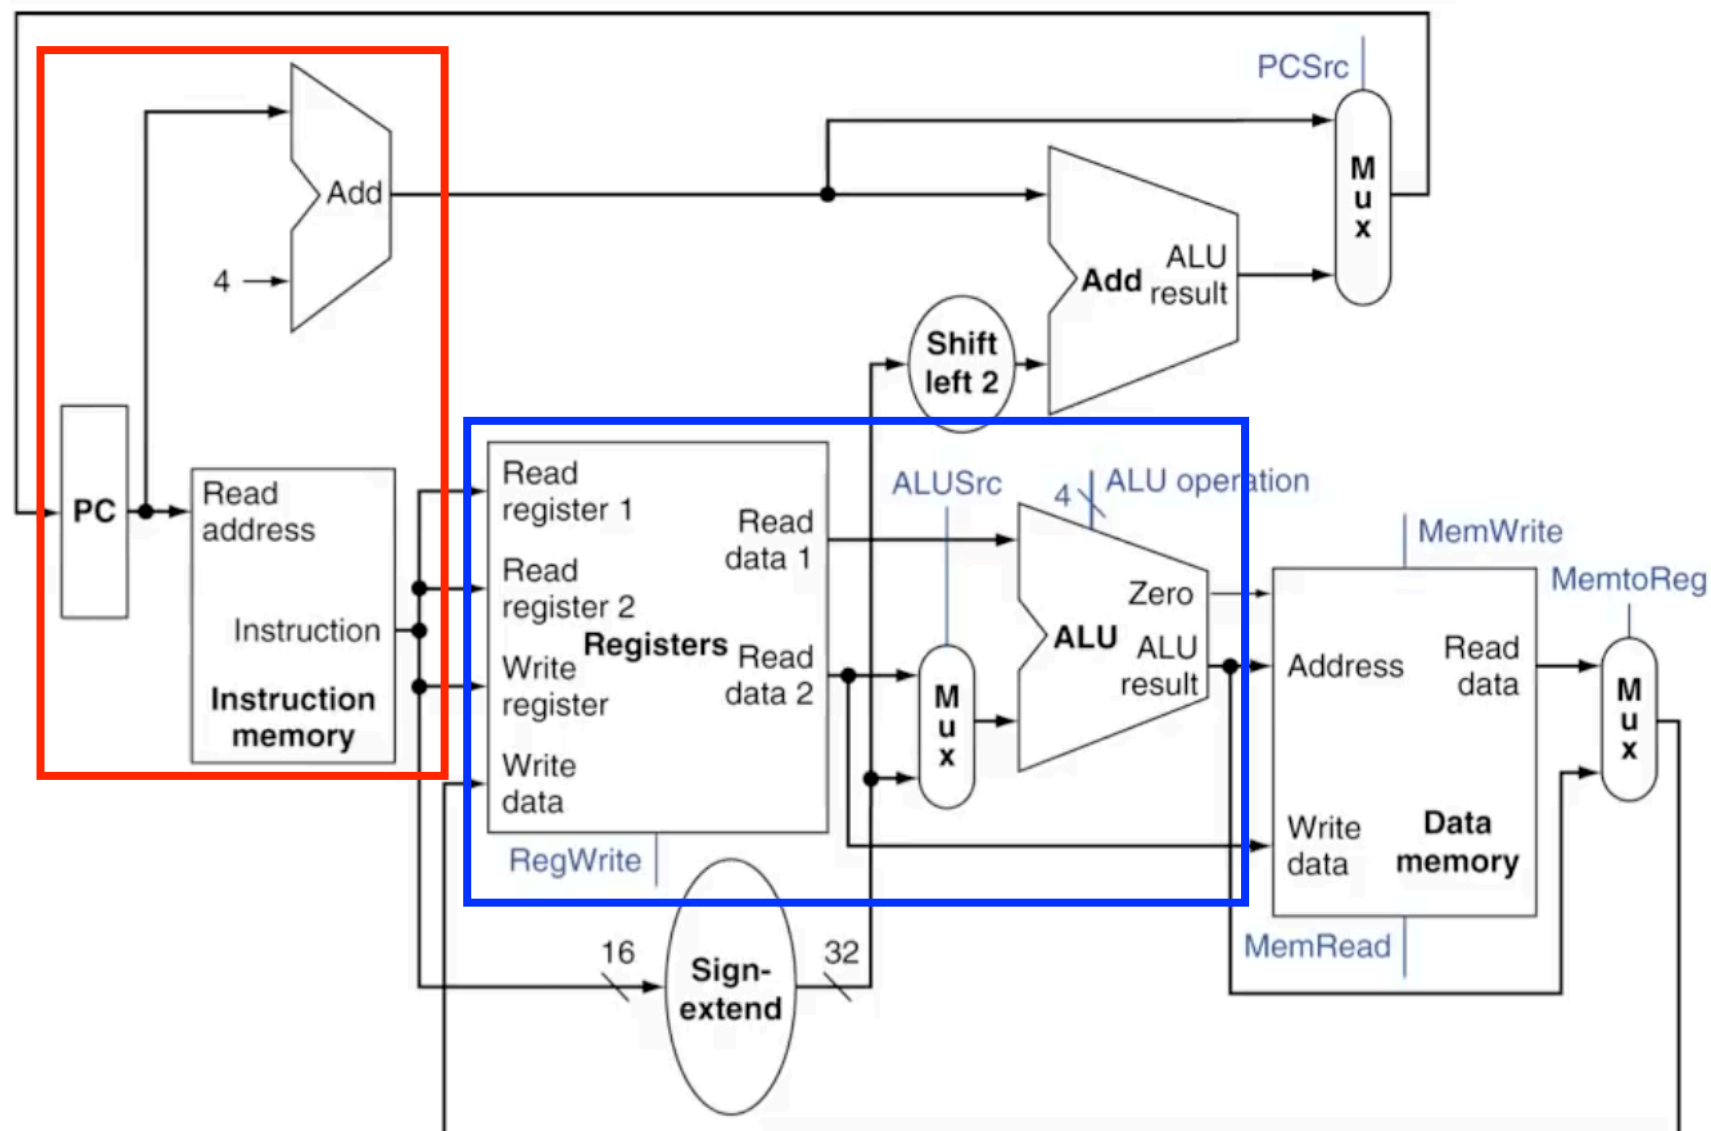 PCSrc
Add
4
M
u
x
Add
ALU
result
Shift
left 2
PC
Read
address
Instruction
Instruction
memory
Read
register 1
Read
register 2
Write
register
Write
data
Registers
Read
data 1
Read
data 2
RegWrite
ALUSrc
M
u
x
4
ALU operation
Zero
ALU
ALU
result
MemWrite
MemtoReg
Address
Read
data
Write
data
Data
memory
MemRead
M
u
x
16
Sign-
extend
32